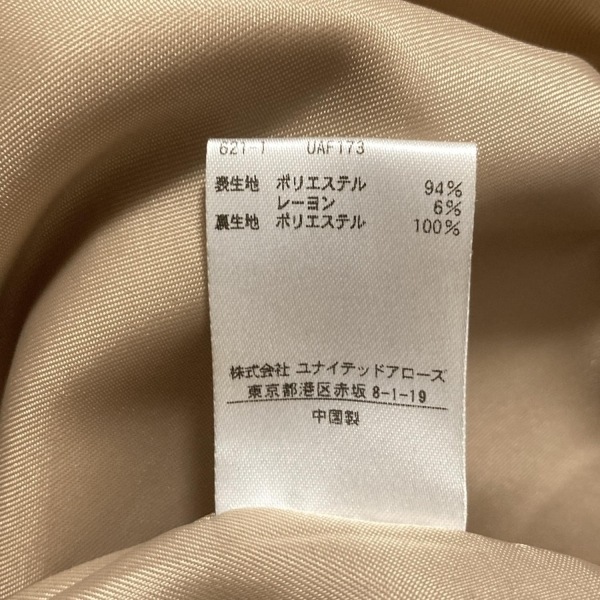 621-1 UAF173
表生地 ポリエステル 94%
レーヨン 6%
裏生地 ポリエステル 100%
株式会社 ユナイテッドアローズ
東京都港区赤坂 8-1-19
中国製